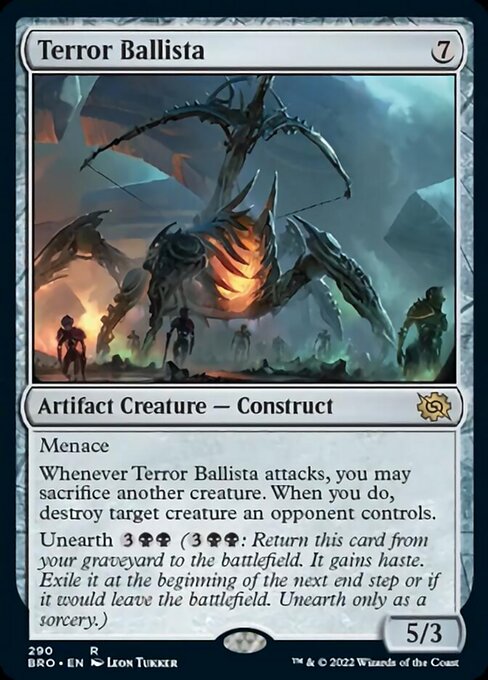 Terror Ballista 7
Artifact Creature — Construct
Menace
Whenever Terror Ballista attacks, you may
sacrifice another creature. When you do,
destroy target creature an opponent controls.
Unearth 3 (3: Return this card from
your graveyard to the battlefield. It gains haste.
Exile it at the beginning of the next end step or if
it would leave the battlefield. Unearth only as a
sorcery.)
5/3
290 R
BRO • EN Leon Tukker
™ & © 2022 Wizards of the Coast